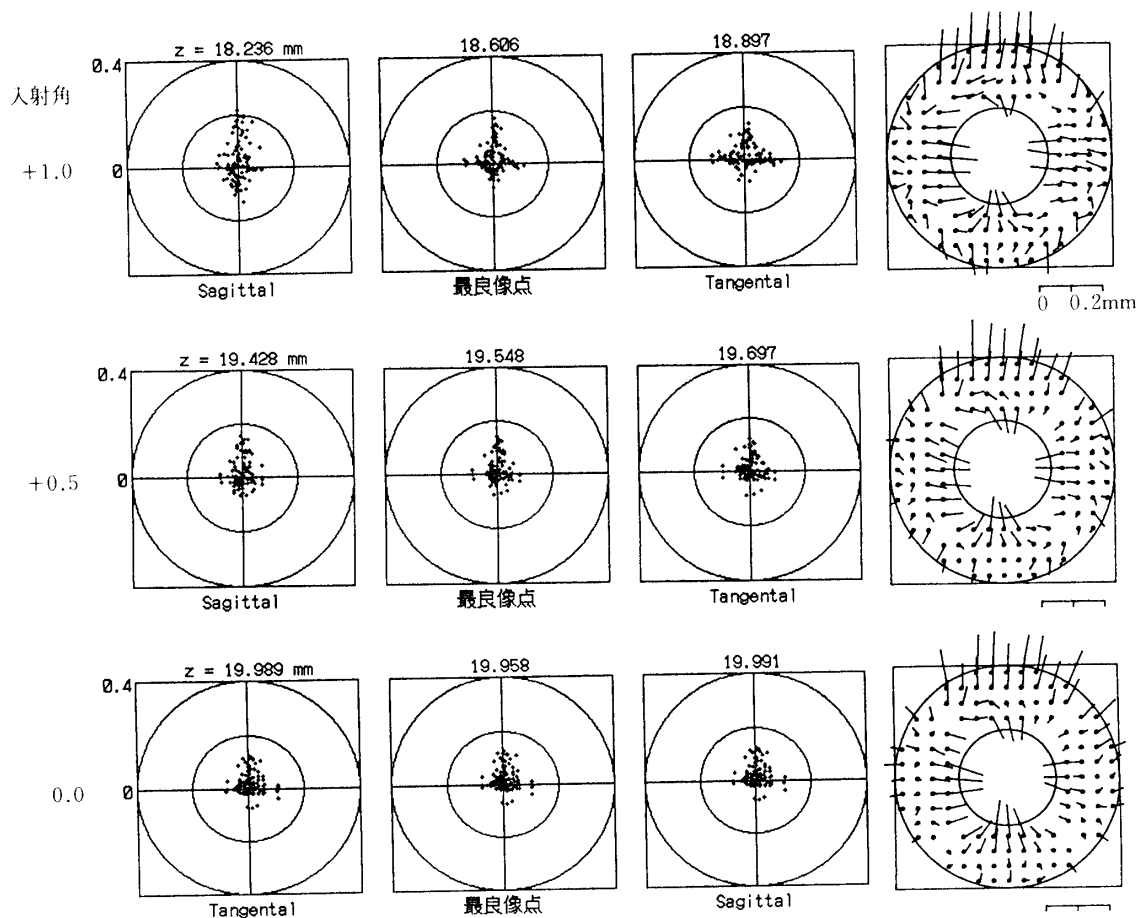 z = 18.236 mm
18.606
18.897
0.4
入射角
+1.0
0
Sagittal
最良像点
Tangental
0 0.2mm
z = 19.428 mm
19.548
19.697
0.4
+0.5
0
Sagittal
最良像点
Tangental
z = 19.989 mm
19.958
19.991
0.4
0.0
0
Tangental
最良像点
Sagittal